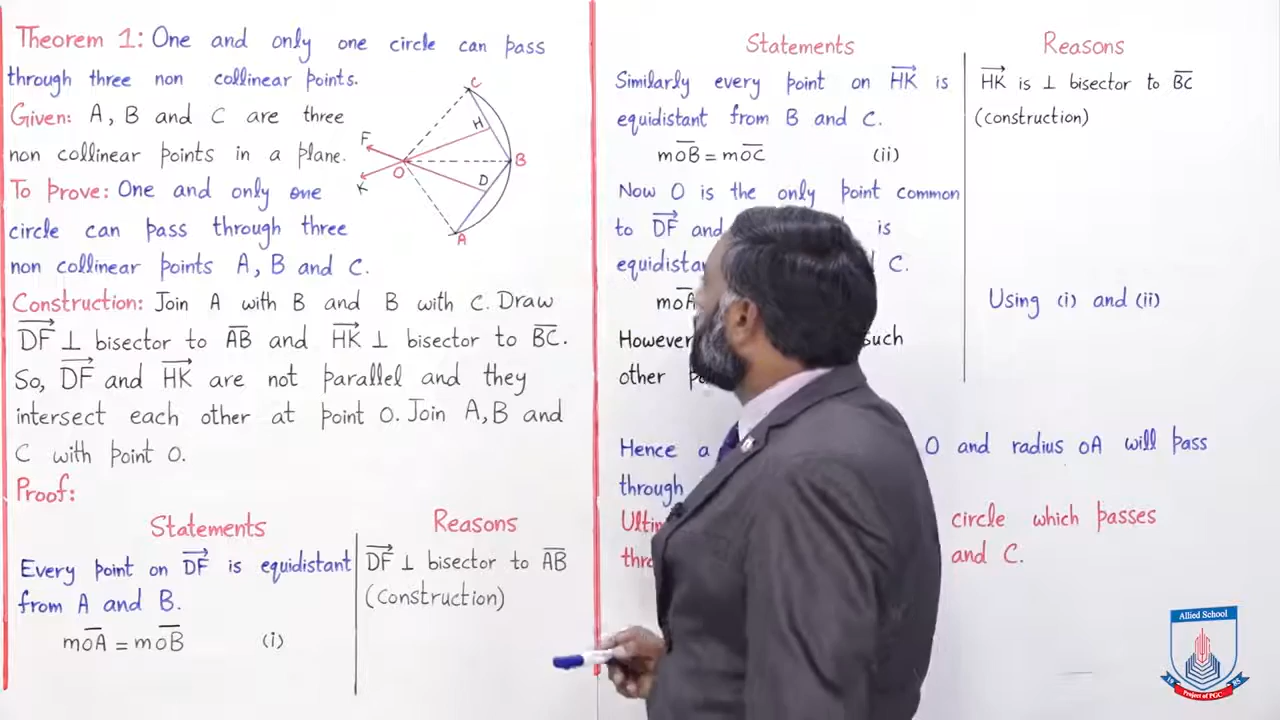 Theorem 1: One and only one circle can pass
through three non collinear points.
Given: A, B and C are three
non collinear points in a plane.
To Prove: One and only one
circle can pass through three
non collinear points A, B and C.
Construction: Join A with B and B with C. Draw
DF ⊥ bisector to AB and HK ⊥ bisector to BC.
So, DF and HK are not parallel and they
intersect each other at point O. Join A, B and
C with point O.
Proof:
Statements
Reasons
Every point on DF is equidistant
from A and B.
DF ⊥ bisector to AB
(Construction)
mOA = mOB (i)
C
H
F
B
O
K
D
A
Statements
Reasons
Similarly every point on HK is
equidistant from B and C.
HK is ⊥ bisector to BC
(construction)
mOB = mOC (ii)
Now O is the only point common
to DF and is
C.
mOA
Using (i) and (ii)
However such
other
Hence a O and radius OA will pass
through
circle which passes
and C.
Allied School
19 85
Project of PGC